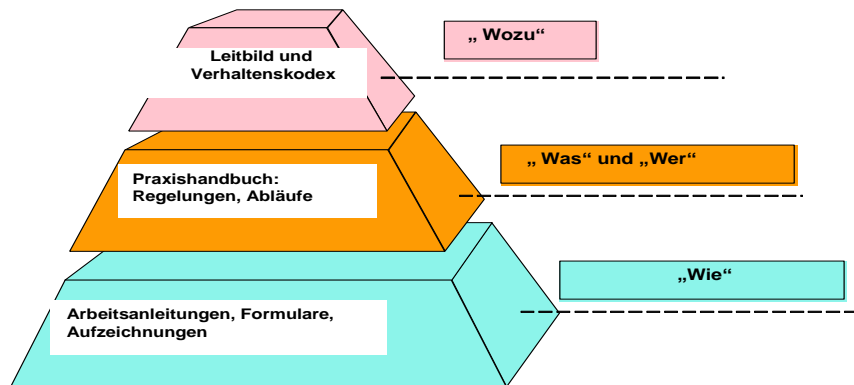 „ Wozu“
Leitbild und
Verhaltenskodex
„ Was“ und „Wer“
Praxishandbuch:
Regelungen, Abläufe
„Wie“
Arbeitsanleitungen, Formulare,
Aufzeichnungen